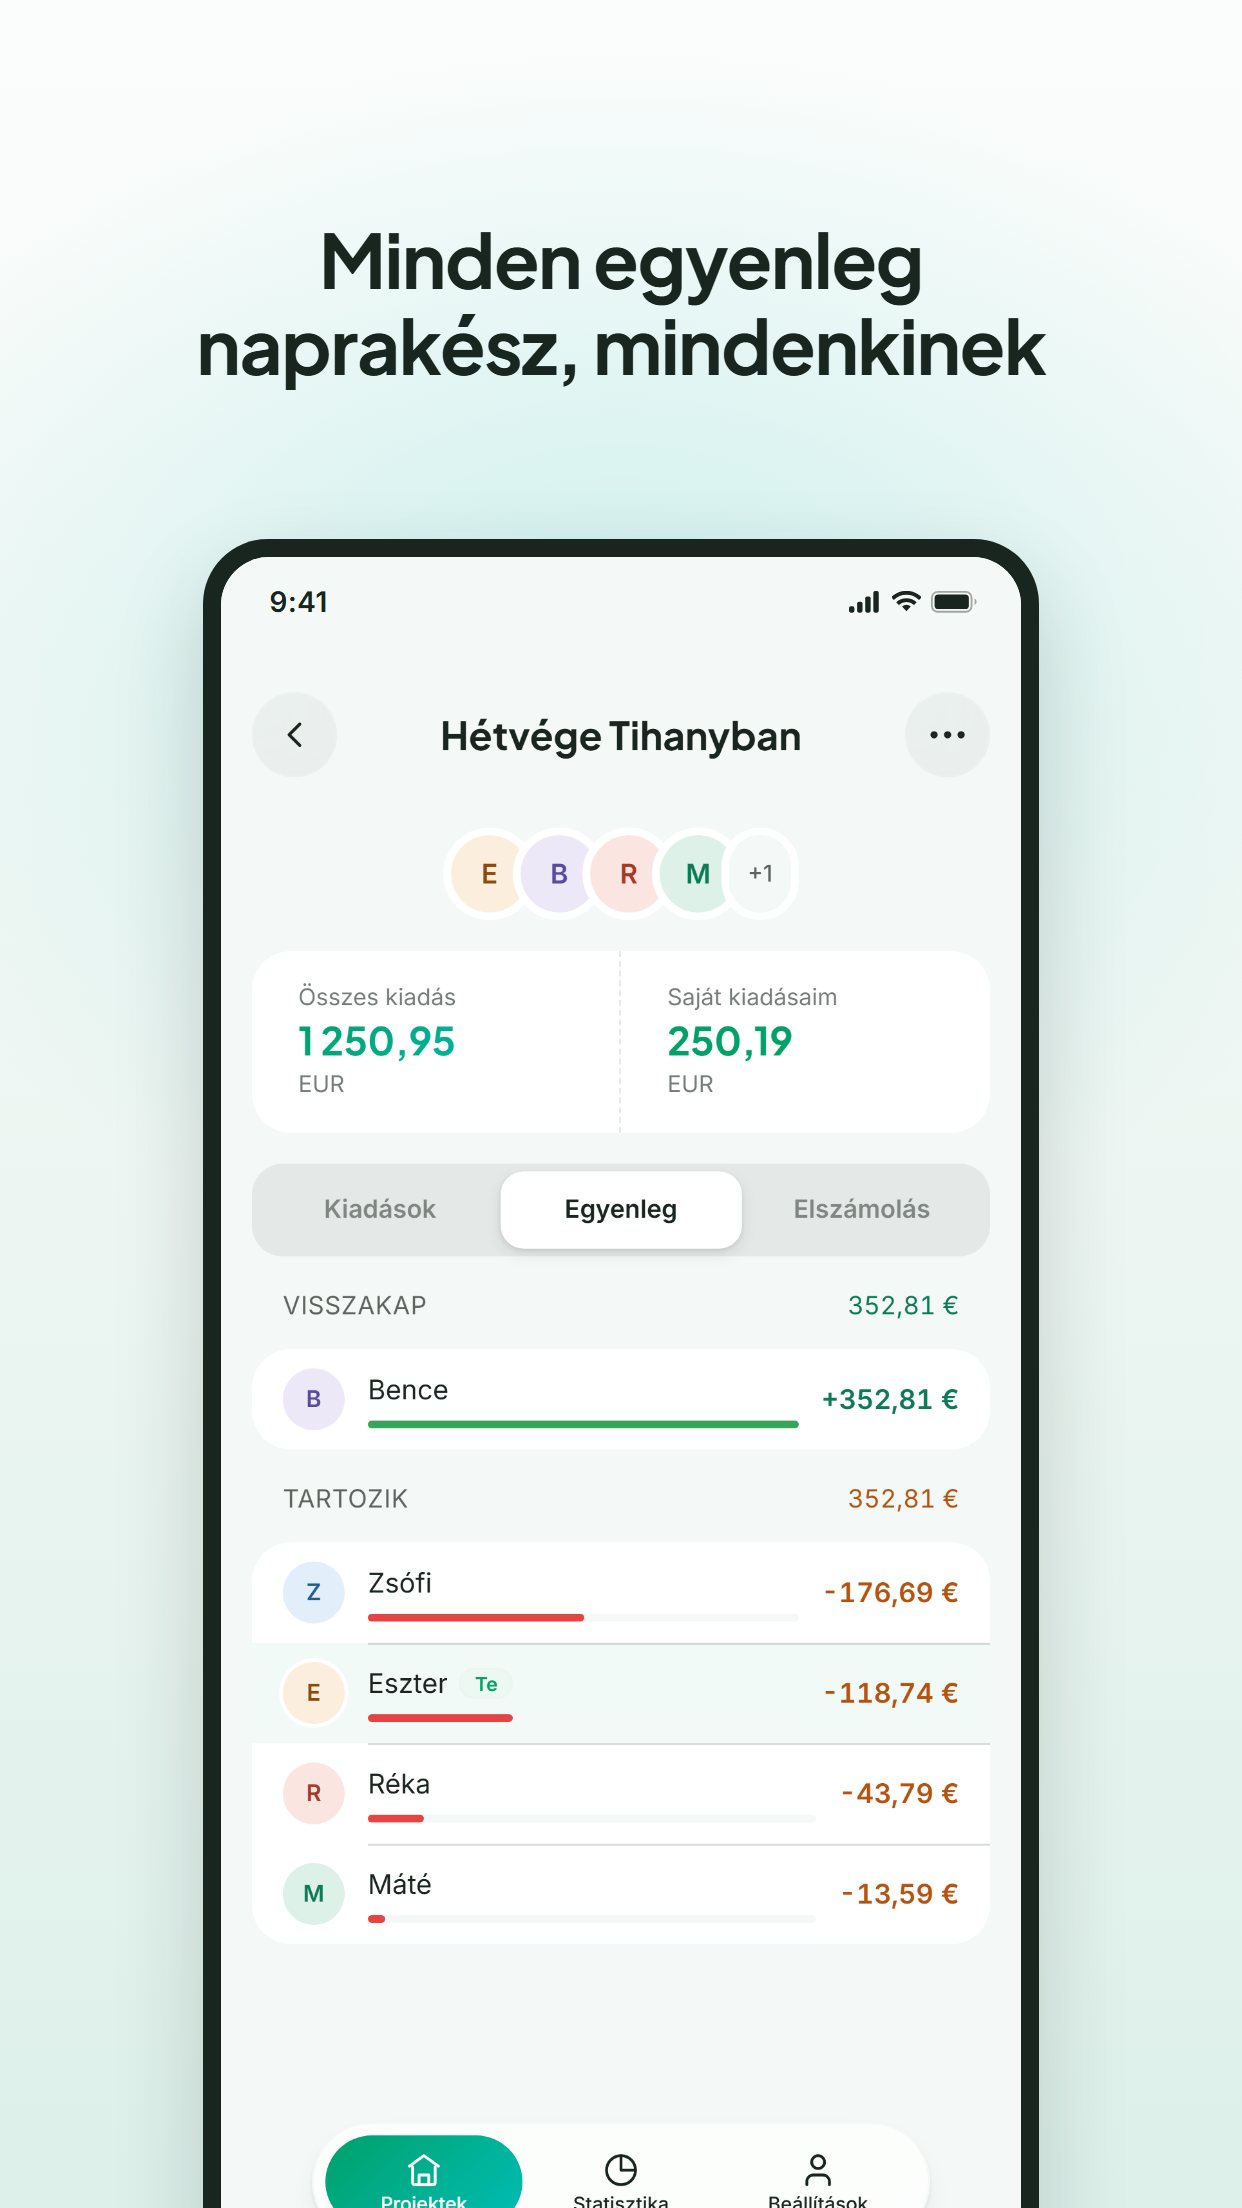 Minden egyenleg
naprakész, mindenkinek
9:41
Hétvége Tihanyban
E B R M +1
Összes kiadás
1 250,95
EUR
Saját kiadásaim
250,19
EUR
Kiadások Egyenleg Elszámolás
VISSZAKAP 352,81 €
B Bence +352,81 €
TARTOZIK 352,81 €
Z Zsófi -176,69 €
E Eszter Te -118,74 €
R Réka -43,79 €
M Máté -13,59 €
Projektek Statisztika Beállítások